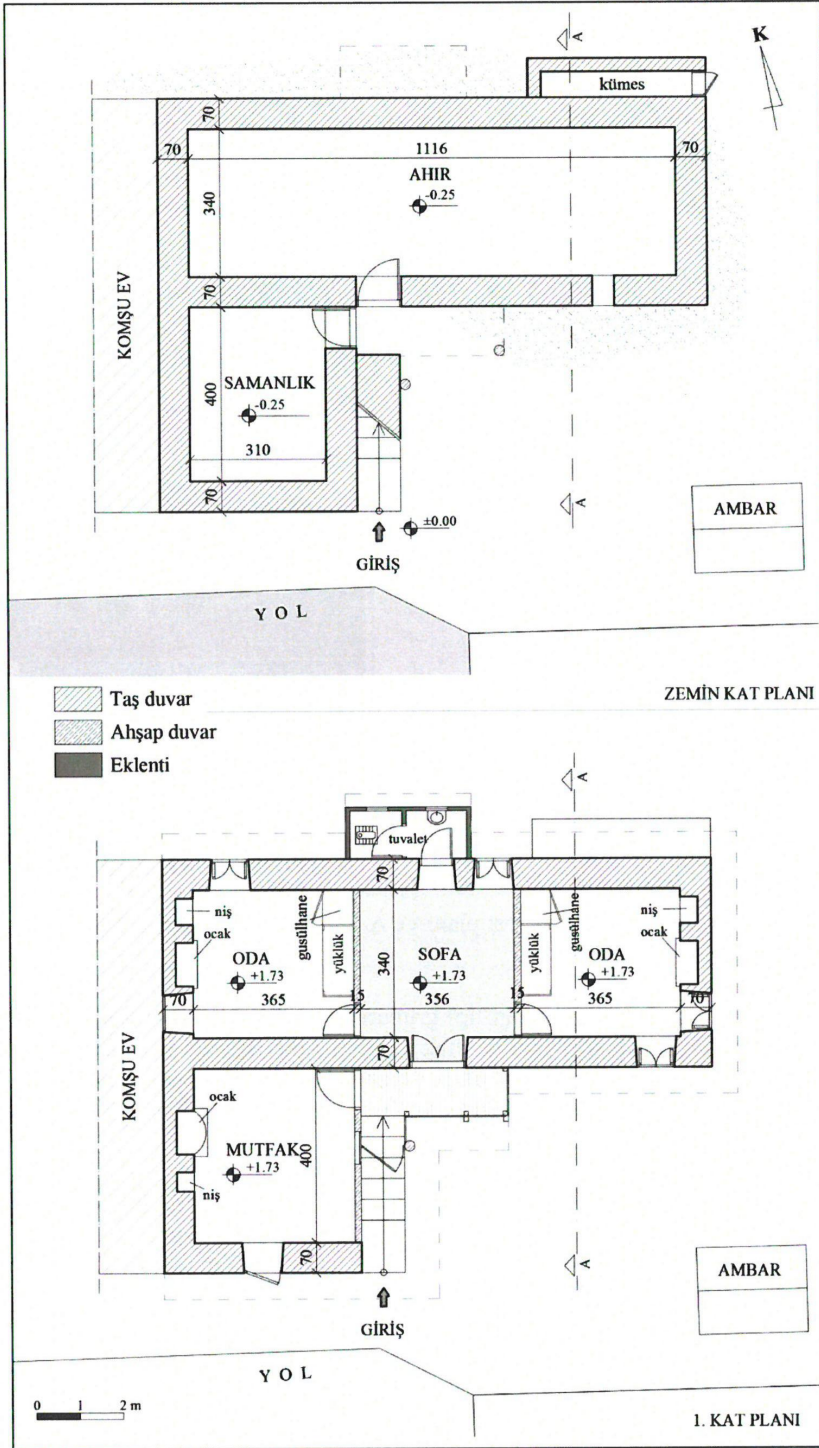 A
K
kümes
70
70
1116
70
AHIR
-0.25
340
KOMŞU EV
70
SAMANLIK
-0.25
400
310
70
A
AMBAR
±0.00
GİRİŞ
Y O L
ZEMİN KAT PLANI
Taş duvar
Ahşap duvar
Eklenti
A
tuvalet
70
niş
ocak
gusülhane
yüklük
ODA
+1.73
340
SOFA
+1.73
gusülhane
yüklük
niş
ocak
ODA
+1.73
70
365
15
356
15
365
70
70
KOMŞU EV
ocak
MUTFAK
+1.73
400
niş
70
A
AMBAR
GİRİŞ
Y O L
0 1 2 m
1. KAT PLANI